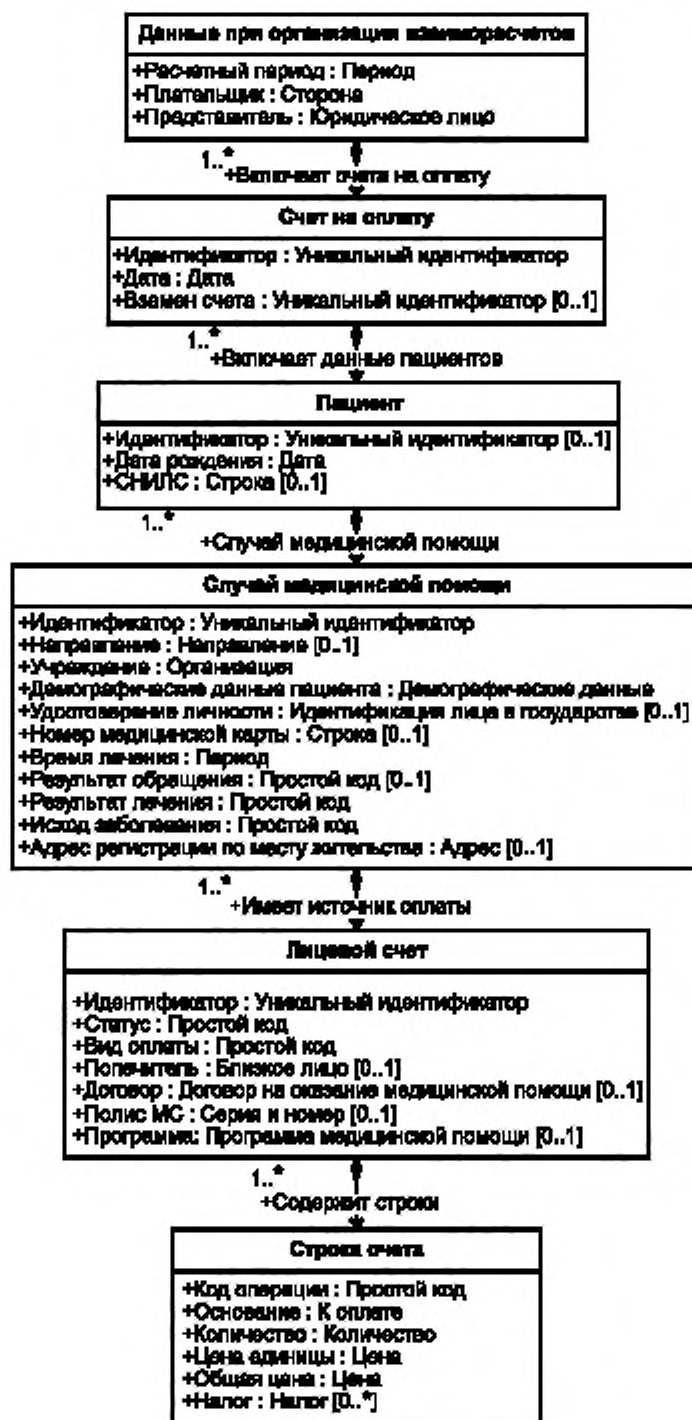 Данные при организация взаиморасчетов
+Расчетный период : Период
+Плательщик : Сторона
+Представитель : Юридическое лицо
1..*
+Включает счета на оплату
Счет на оплату
+Идентификатор : Уникальный идентификатор
+Дата : Дата
+Взамен счета : Уникальный идентификатор [0..1]
1..*
+Включает данные пациентов
Пациент
+Идентификатор : Уникальный идентификатор [0..1]
+Дата рождения : Дата
+СНИЛС : Строка [0..1]
1..*
+Случай медицинской помощи
Случай медицинской помощи
+Идентификатор : Уникальный идентификатор
+Направление : Направление [0..1]
+Учреждение : Организация
+Демографические данные пациента : Демографические данные
+Удостоверение личности : Идентификация лица в государстве [0..1]
+Номер медицинской карты : Строка [0..1]
+Время лечения : Период
+Результат обращения : Простой код [0..1]
+Результат лечения : Простой код
+Исход заболевания : Простой код
+Адрес регистрации по месту жительства : Адрес [0..1]
1..*
+Имеет источник оплаты
Лицевой счет
+Идентификатор : Уникальный идентификатор
+Статус : Простой код
+Вид оплаты : Простой код
+Попечитель : Близкое лицо [0..1]
+Договор : Договор на оказание медицинской помощи [0..1]
+Полис МС : Серия и номер [0..1]
+Программа: Программа медицинской помощи [0..1]
1..*
+Содержит строки
Строка счета
+Код операции : Простой код
+Основание : К оплате
+Количество : Количество
+Цена единицы : Цена
+Общая цена : Цена
+Налог : Налог [0..*]